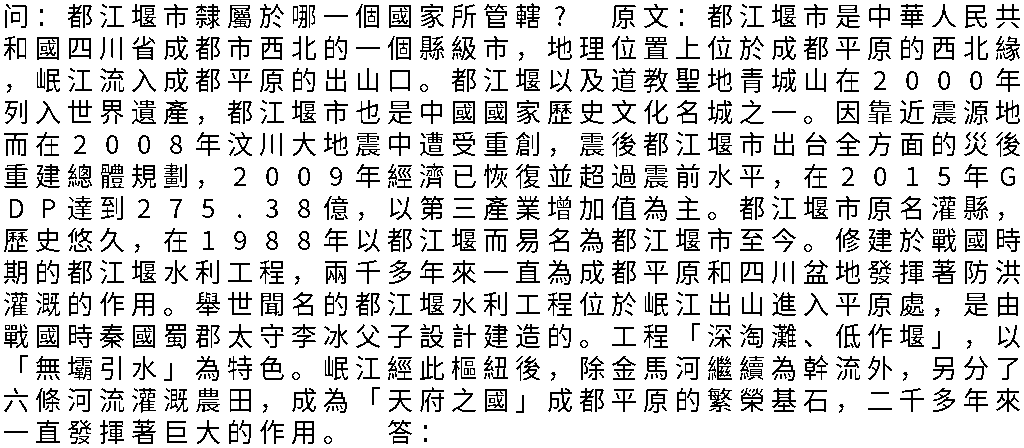 问：都江堰市隸屬於哪一個國家所管轄？ 原文：都江堰市是中華人民共
和國四川省成都市西北的一個縣級市，地理位置上位於成都平原的西北緣
，岷江流入成都平原的出山口。都江堰以及道教聖地青城山在2000年
列入世界遺產，都江堰市也是中國國家歷史文化名城之一。因靠近震源地
而在2008年汶川大地震中遭受重創，震後都江堰市出台全方面的災後
重建總體規劃，2009年經濟已恢復並超過震前水平，在2015年G
DP達到275.38億，以第三產業增加值為主。都江堰市原名灌縣，
歷史悠久，在1988年以都江堰而易名為都江堰市至今。修建於戰國時
期的都江堰水利工程，兩千多年來一直為成都平原和四川盆地發揮著防洪
灌溉的作用。舉世聞名的都江堰水利工程位於岷江出山進入平原處，是由
戰國時秦國蜀郡太守李冰父子設計建造的。工程「深淘灘、低作堰」，以
「無壩引水」為特色。岷江經此樞紐後，除金馬河繼續為幹流外，另分了
六條河流灌溉農田，成為「天府之國」成都平原的繁榮基石，二千多年來
一直發揮著巨大的作用。 答：